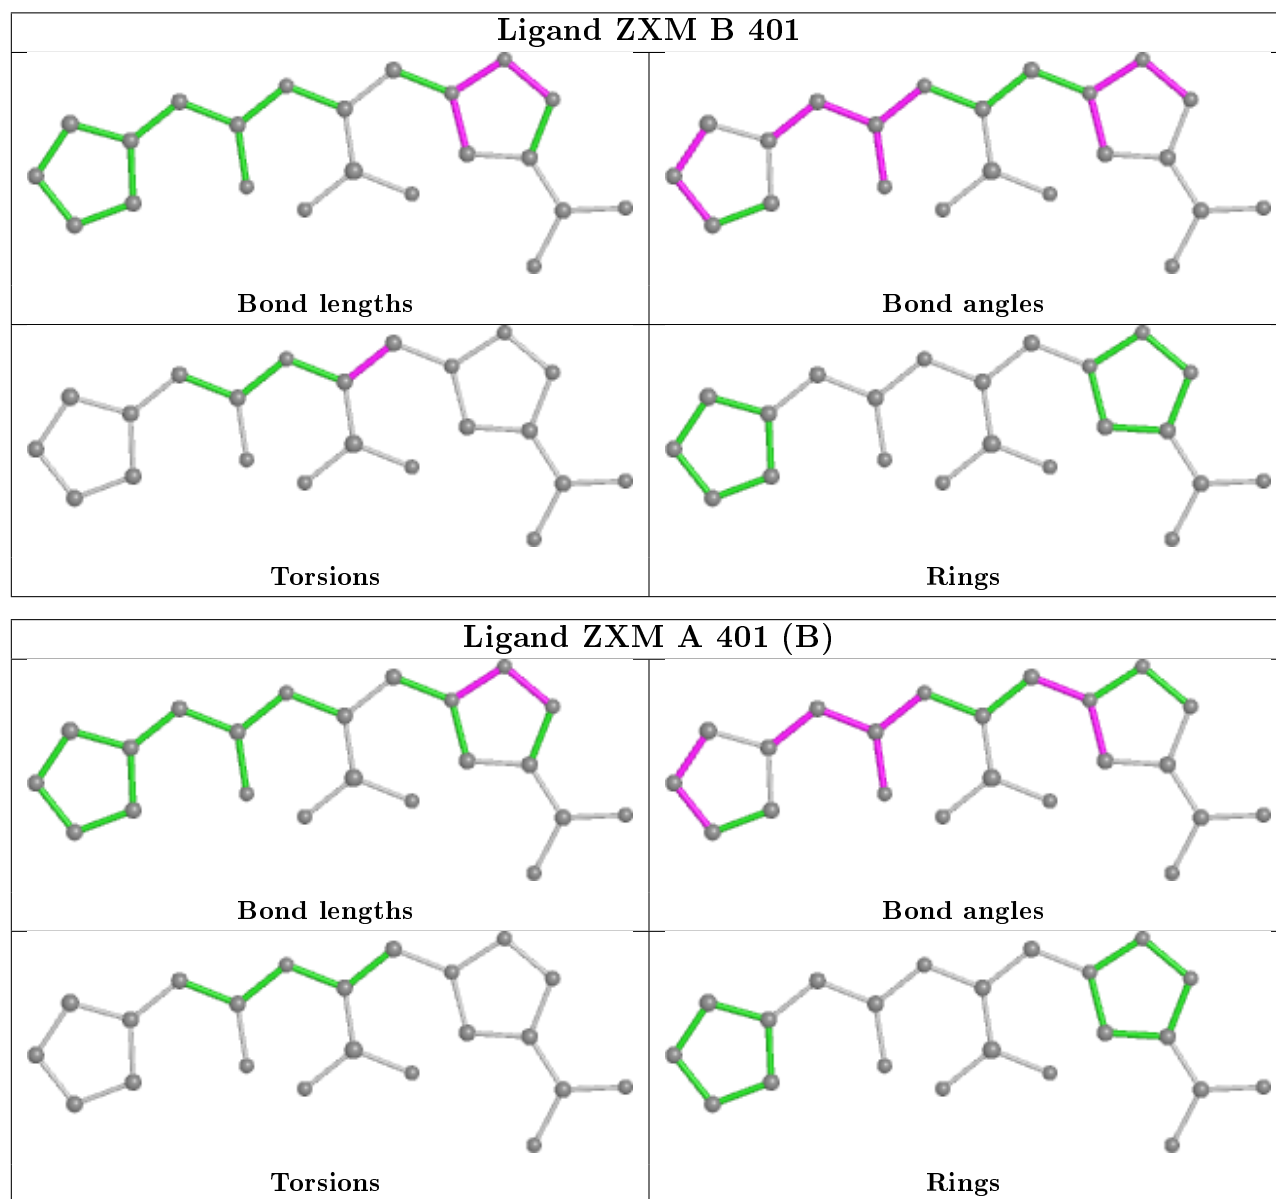 Ligand ZXM B 401
Bond lengths
Bond angles
Torsions
Rings
Ligand ZXM A 401 (B)
Bond lengths
Bond angles
Torsions
Rings